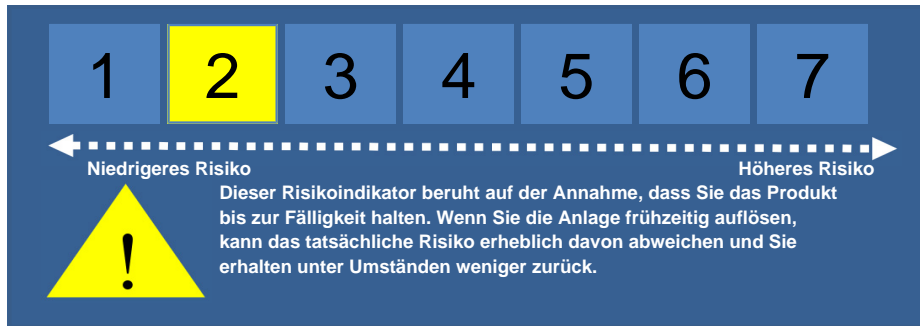 1 2 3 4 5 6 7
Niedrigeres Risiko Höheres Risiko
Dieser Risikoindikator beruht auf der Annahme, dass Sie das Produkt
bis zur Fälligkeit halten. Wenn Sie die Anlage frühzeitig auflösen,
kann das tatsächliche Risiko erheblich davon abweichen und Sie
erhalten unter Umständen weniger zurück.
!